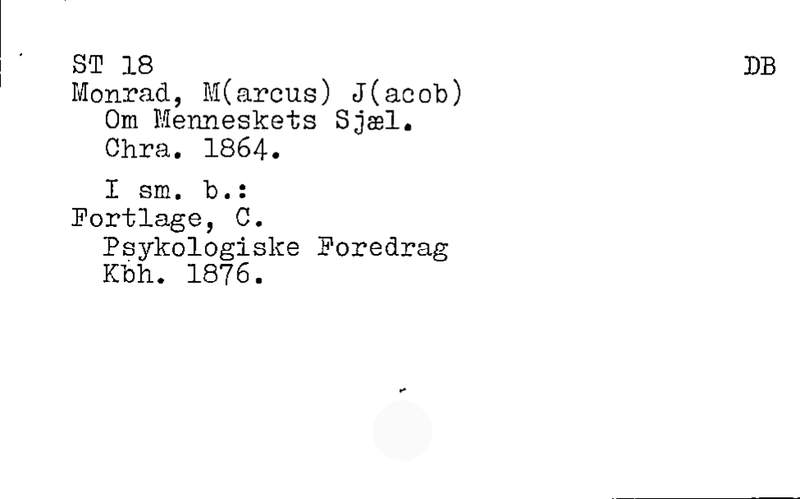 ST 18 DB
Monrad, M(arcus) J(acob)
Om Menneskets Sjæl.
Chra. 1864.
I sm. b.:
Fortlage, C.
Psykologiske Foredrag
Kbh. 1876.